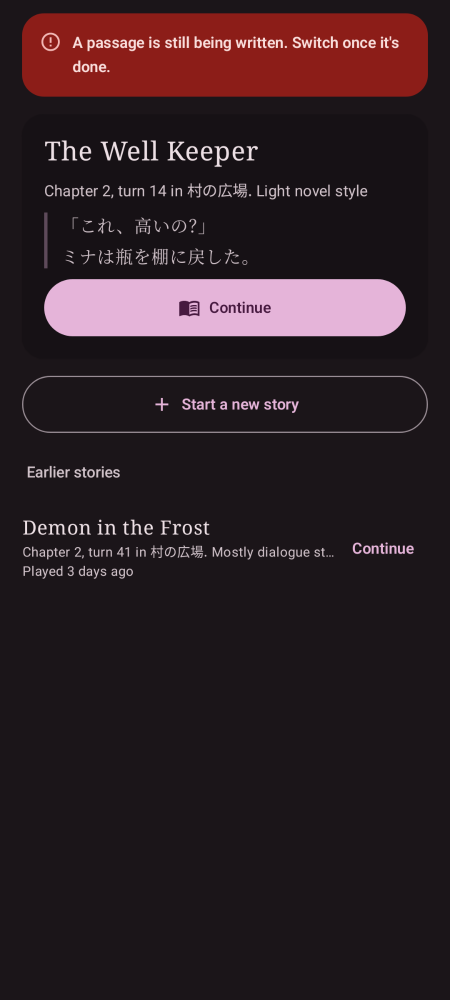 A passage is still being written. Switch once it's
done.
The Well Keeper
Chapter 2, turn 14 in 村の広場. Light novel style
「これ、高いの?」
ミナは瓶を棚に戻した。
Continue
Start a new story
Earlier stories
Demon in the Frost
Chapter 2, turn 41 in 村の広場. Mostly dialogue st…
Played 3 days ago
Continue